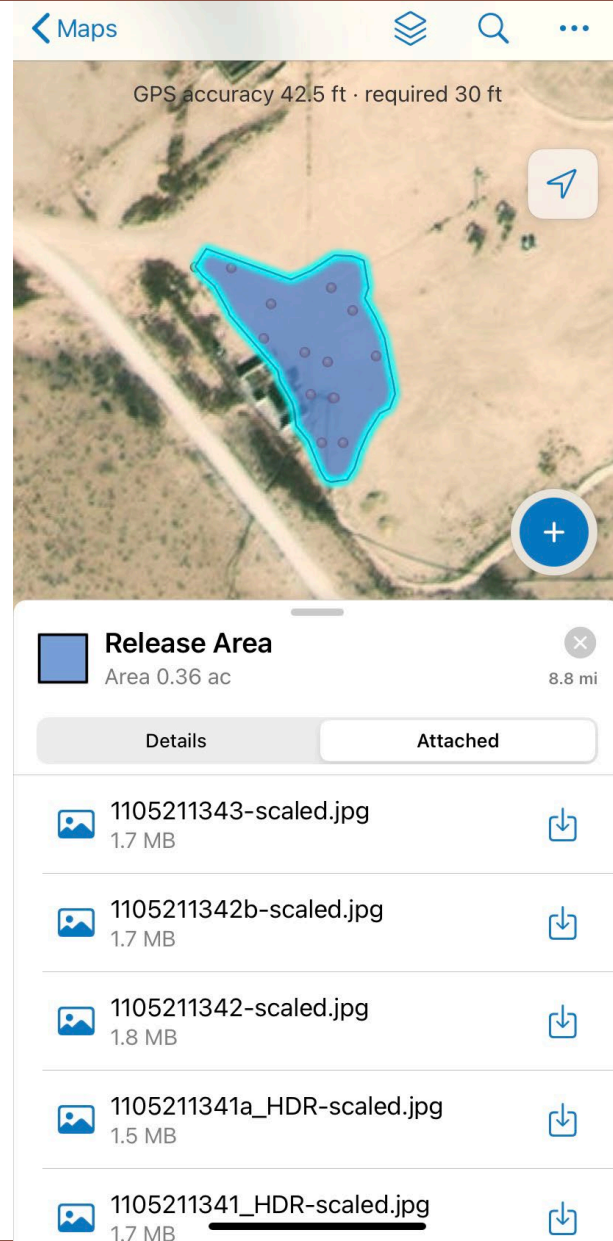 Maps
GPS accuracy 42.5 ft · required 30 ft
Release Area
Area 0.36 ac
8.8 mi
Details
Attached
1105211343-scaled.jpg
1.7 MB
1105211342b-scaled.jpg
1.7 MB
1105211342-scaled.jpg
1.8 MB
1105211341a_HDR-scaled.jpg
1.5 MB
1105211341_HDR-scaled.jpg
1.7 MB